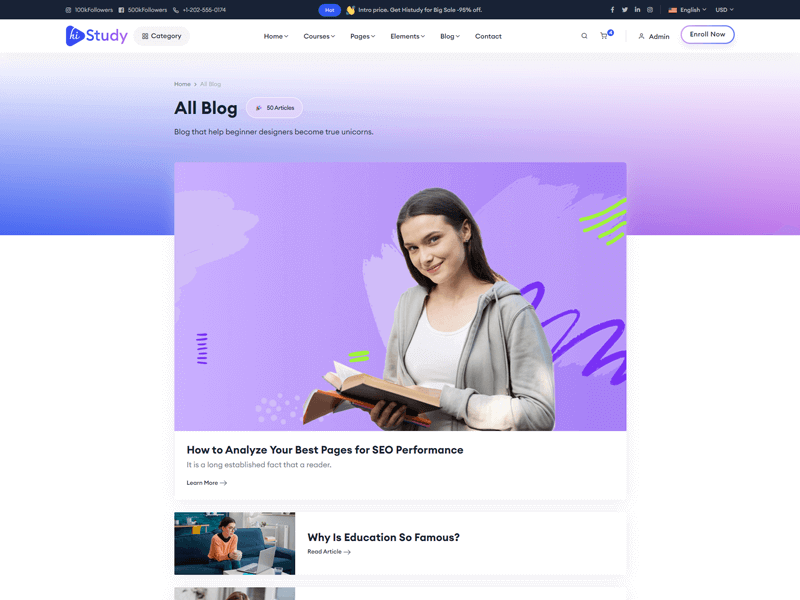 100kFollowers 500kFollowers +1-202-555-0174 Hot 👋 Intro price. Get Histudy for Big Sale -95% off. English USD
hi Study Category Home Courses Pages Elements Blog Contact 4 Admin Enroll Now
Home All Blog
All Blog 50 Articles
Blog that help beginner designers become true unicorns.
How to Analyze Your Best Pages for SEO Performance
It is a long established fact that a reader.
Learn More
Why Is Education So Famous?
Read Article